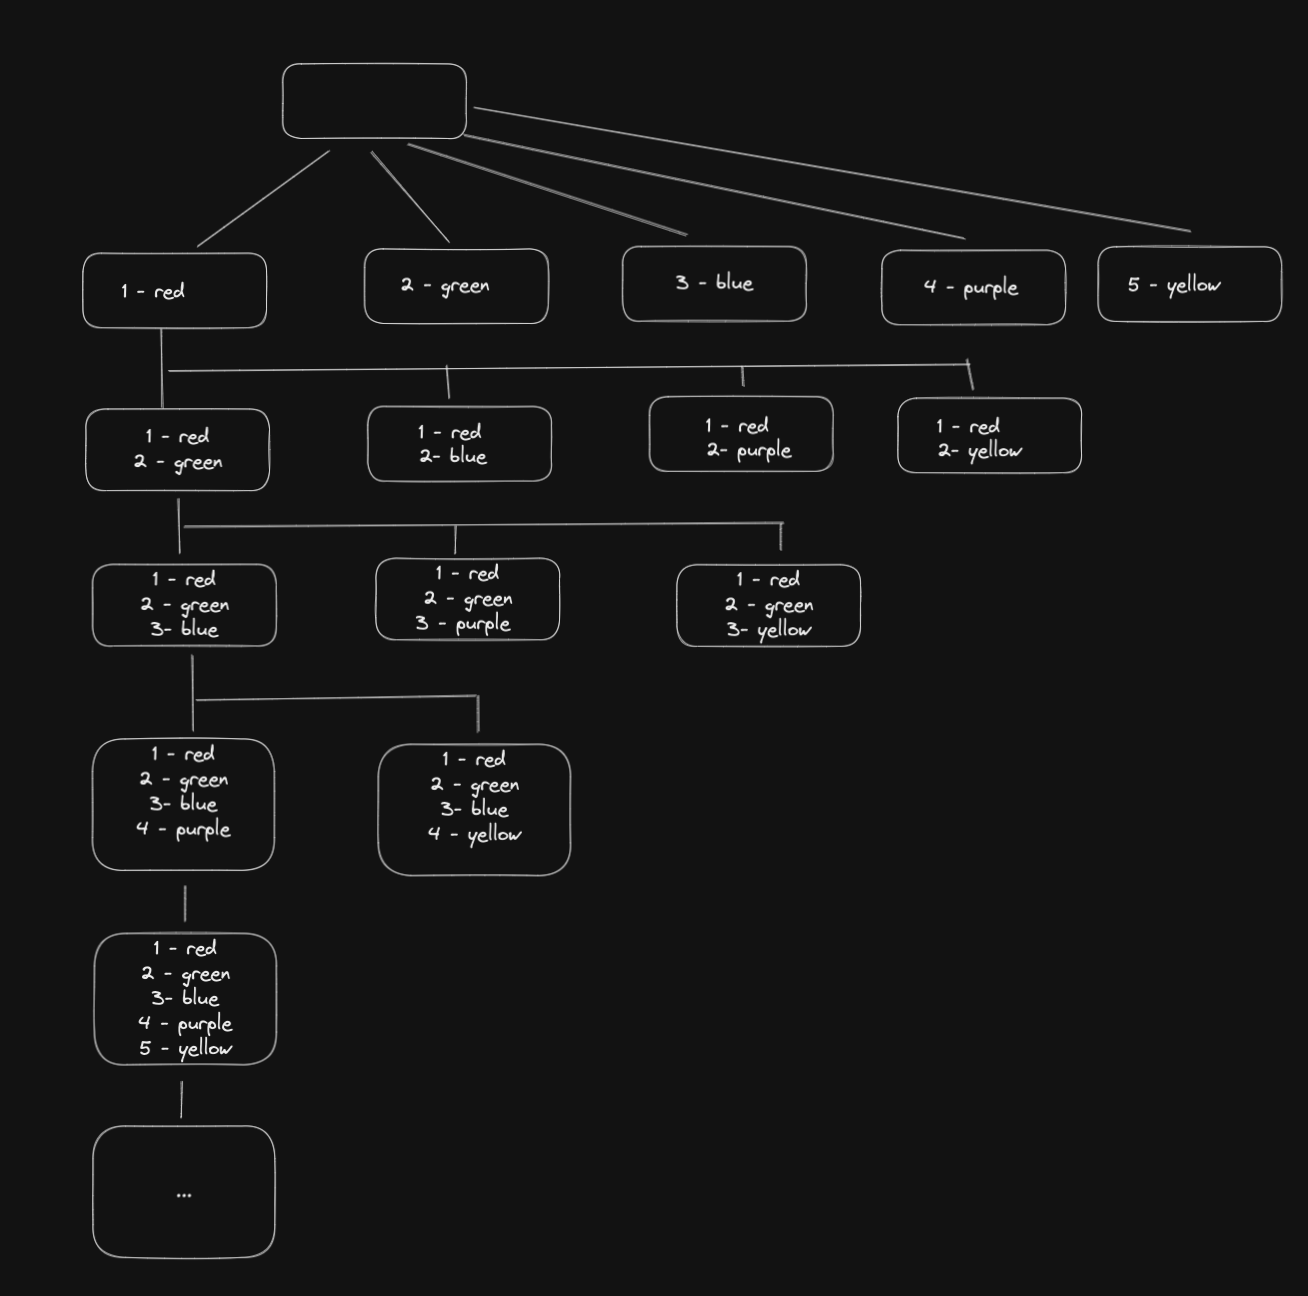 1 - red
2 - green
3 - blue
4 - purple
5 - yellow
1 - red
2 - green
1 - red
2- blue
1 - red
2- purple
1 - red
2- yellow
1 - red
2 - green
3- blue
1 - red
2 - green
3 - purple
1 - red
2 - green
3- yellow
1 - red
2 - green
3- blue
4 - purple
1 - red
2 - green
3- blue
4 - yellow
1 - red
2 - green
3- blue
4 - purple
5 - yellow
...